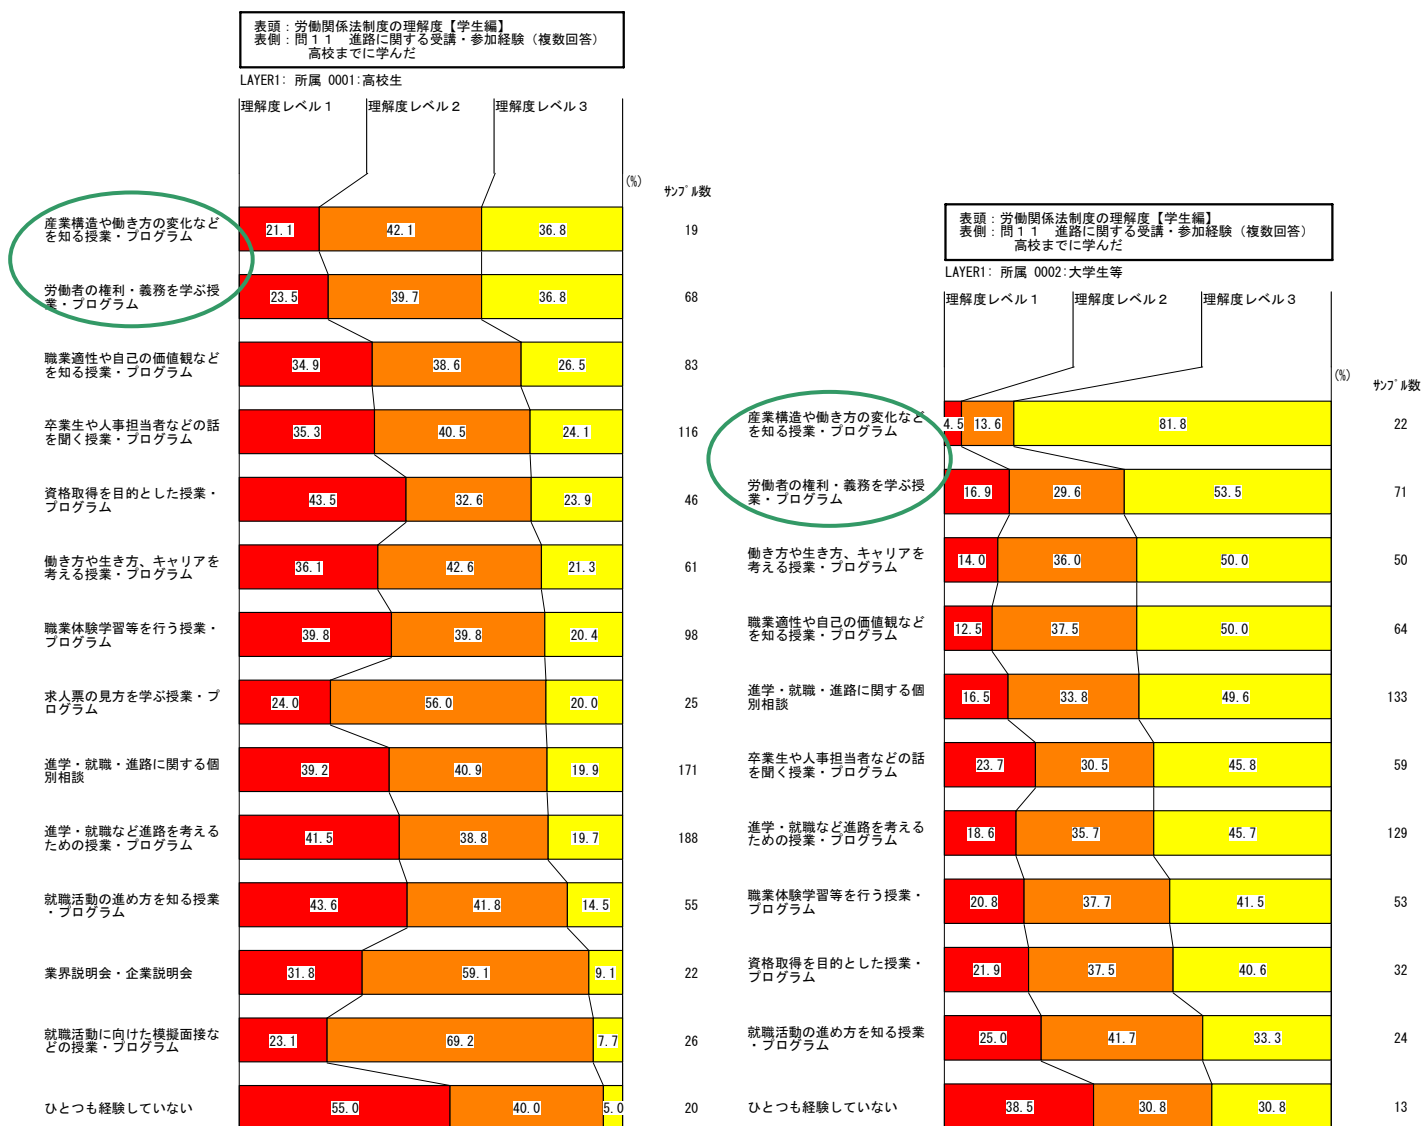 表頭：労働関係法制度の理解度【学生編】
表側：問１１　進路に関する受講・参加経験（複数回答）
高校までに学んだ
LAYER1: 所属 0001:高校生
理解度レベル１ 理解度レベル２ 理解度レベル３
(%) ｻﾝﾌﾟﾙ数
産業構造や働き方の変化など
を知る授業・プログラム
21.1 42.1 36.8 19
労働者の権利・義務を学ぶ授
業・プログラム
23.5 39.7 36.8 68
職業適性や自己の価値観など
を知る授業・プログラム
34.9 38.6 26.5 83
卒業生や人事担当者などの話
を聞く授業・プログラム
35.3 40.5 24.1 116
資格取得を目的とした授業・
プログラム
43.5 32.6 23.9 46
働き方や生き方、キャリアを
考える授業・プログラム
36.1 42.6 21.3 61
職業体験学習等を行う授業・
プログラム
39.8 39.8 20.4 98
求人票の見方を学ぶ授業・プ
ログラム
24.0 56.0 20.0 25
進学・就職・進路に関する個
別相談
39.2 40.9 19.9 171
進学・就職など進路を考える
ための授業・プログラム
41.5 38.8 19.7 188
就職活動の進め方を知る授業
・プログラム
43.6 41.8 14.5 55
業界説明会・企業説明会
31.8 59.1 9.1 22
就職活動に向けた模擬面接な
どの授業・プログラム
23.1 69.2 7.7 26
ひとつも経験していない
55.0 40.0 5.0 20
表頭：労働関係法制度の理解度【学生編】
表側：問１１　進路に関する受講・参加経験（複数回答）
高校までに学んだ
LAYER1: 所属 0002:大学生等
理解度レベル１ 理解度レベル２ 理解度レベル３
(%) ｻﾝﾌﾟﾙ数
産業構造や働き方の変化など
を知る授業・プログラム
4.5 13.6 81.8 22
労働者の権利・義務を学ぶ授
業・プログラム
16.9 29.6 53.5 71
働き方や生き方、キャリアを
考える授業・プログラム
14.0 36.0 50.0 50
職業適性や自己の価値観など
を知る授業・プログラム
12.5 37.5 50.0 64
進学・就職・進路に関する個
別相談
16.5 33.8 49.6 133
卒業生や人事担当者などの話
を聞く授業・プログラム
23.7 30.5 45.8 59
進学・就職など進路を考える
ための授業・プログラム
18.6 35.7 45.7 129
職業体験学習等を行う授業・
プログラム
20.8 37.7 41.5 53
資格取得を目的とした授業・
プログラム
21.9 37.5 40.6 32
就職活動の進め方を知る授業
・プログラム
25.0 41.7 33.3 24
ひとつも経験していない
38.5 30.8 30.8 13